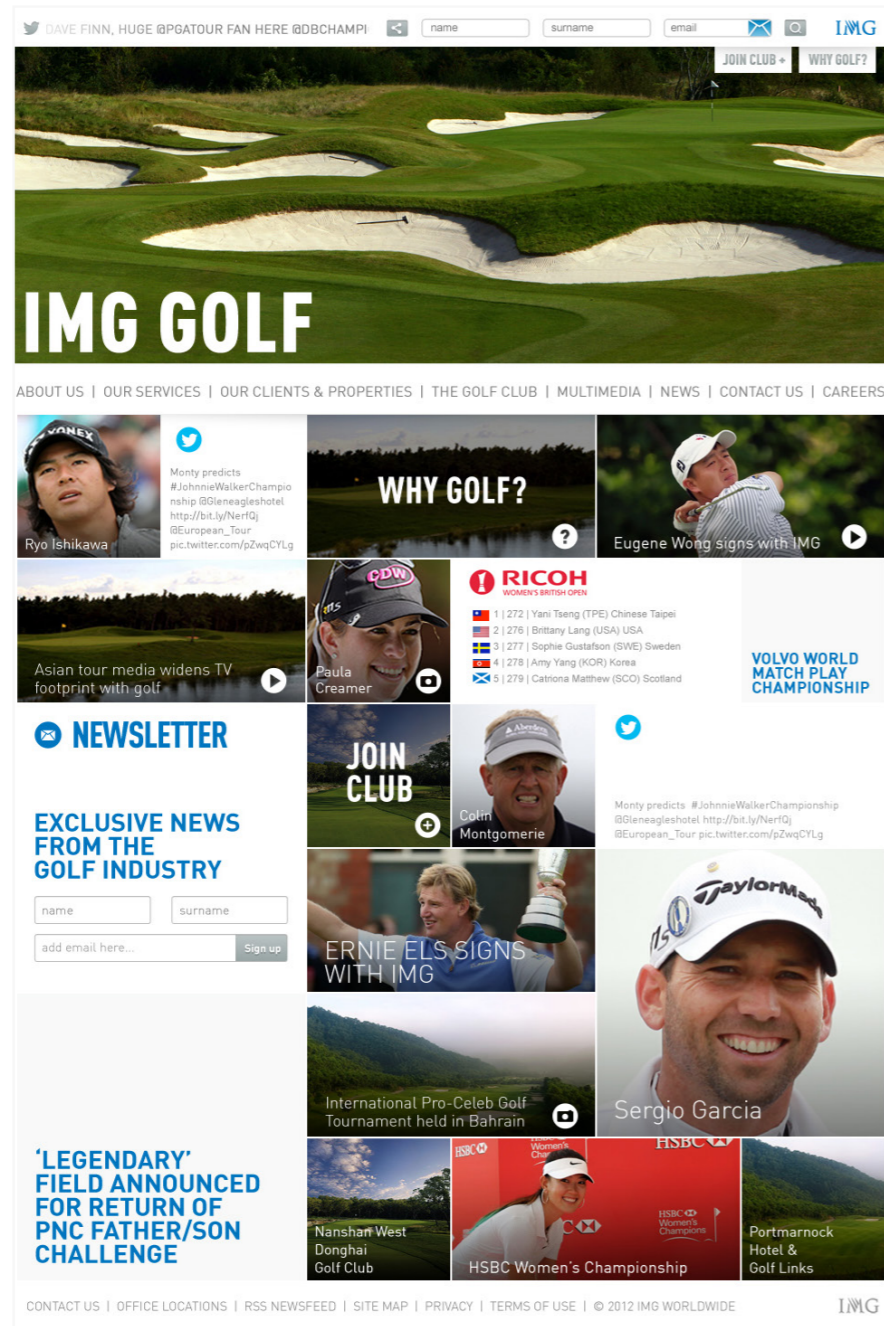 DAVE FINN, HUGE @PGATOUR FAN HERE @DBCHAMPI
name
surname
email
IMG
JOIN CLUB +
WHY GOLF?
IMG GOLF
ABOUT US | OUR SERVICES | OUR CLIENTS & PROPERTIES | THE GOLF CLUB | MULTIMEDIA | NEWS | CONTACT US | CAREERS
YONEX
Ryo Ishikawa
Monty predicts
#JohnnieWalkerChampio
nship @Gleneagleshotel
http://bit.ly/NerfQj
@European_Tour
pic.twitter.com/pZwqCYLg
WHY GOLF?
?
Eugene Wong signs with IMG
Asian tour media widens TV
footprint with golf
CDW
Paula
Creamer
RICOH
WOMEN'S BRITISH OPEN
1 | 272 | Yani Tseng (TPE) Chinese Taipei
2 | 276 | Brittany Lang (USA) USA
3 | 277 | Sophie Gustafson (SWE) Sweden
4 | 278 | Amy Yang (KOR) Korea
5 | 279 | Catriona Matthew (SCO) Scotland
VOLVO WORLD
MATCH PLAY
CHAMPIONSHIP
NEWSLETTER
EXCLUSIVE NEWS
FROM THE
GOLF INDUSTRY
name
surname
add email here...
Sign up
JOIN
CLUB
Aberdeen
Colin
Montgomerie
Monty predicts #JohnnieWalkerChampionship
@Gleneagleshotel http://bit.ly/NerfQj
@European_Tour pic.twitter.com/pZwqCYLg
ERNIE ELS SIGNS
WITH IMG
TaylorMade
Sergio Garcia
International Pro-Celeb Golf
Tournament held in Bahrain
'LEGENDARY'
FIELD ANNOUNCED
FOR RETURN OF
PNC FATHER/SON
CHALLENGE
Nanshan West
Donghai
Golf Club
HSBC
Women's
HSBC
HSBC
Women's
Champions
HSBC Women's Championship
Portmarnock
Hotel &
Golf Links
CONTACT US | OFFICE LOCATIONS | RSS NEWSFEED | SITE MAP | PRIVACY | TERMS OF USE | © 2012 IMG WORLDWIDE
IMG